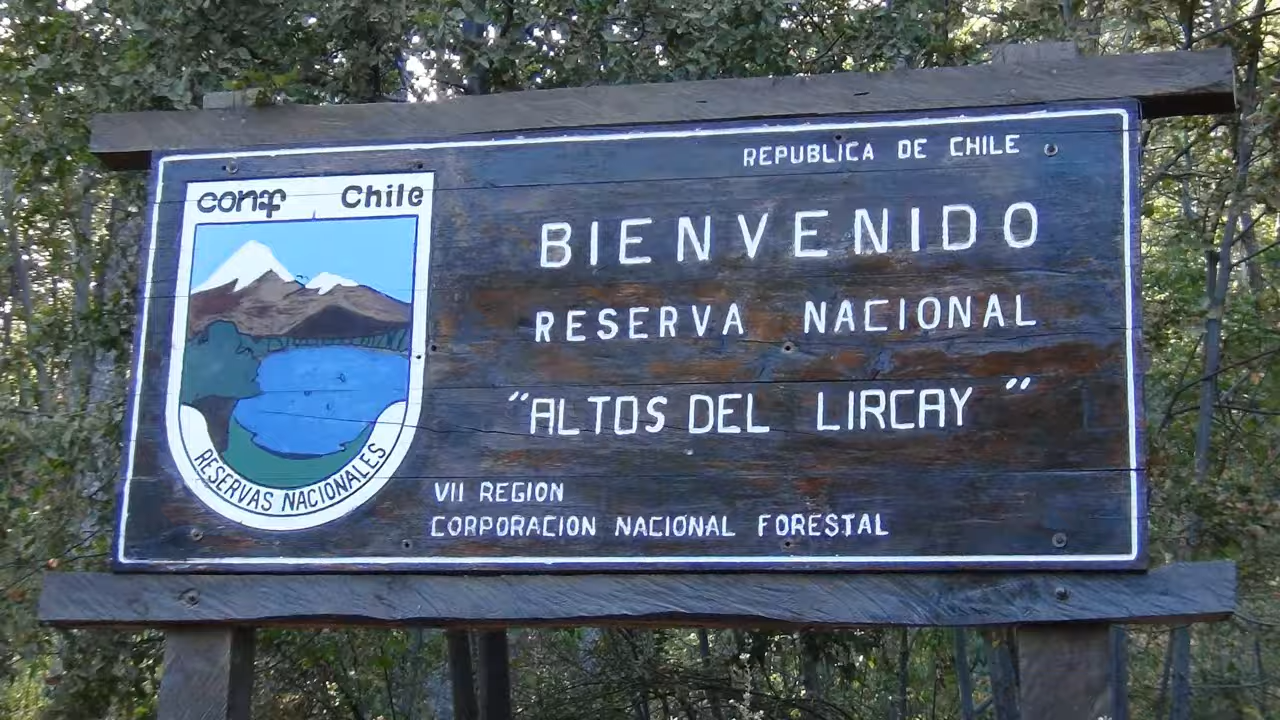 conaf Chile
RESERVAS NACIONALES
REPUBLICA DE CHILE
BIENVENIDO
RESERVA NACIONAL
"ALTOS DEL LIRCAY"
VII REGION
CORPORACION NACIONAL FORESTAL